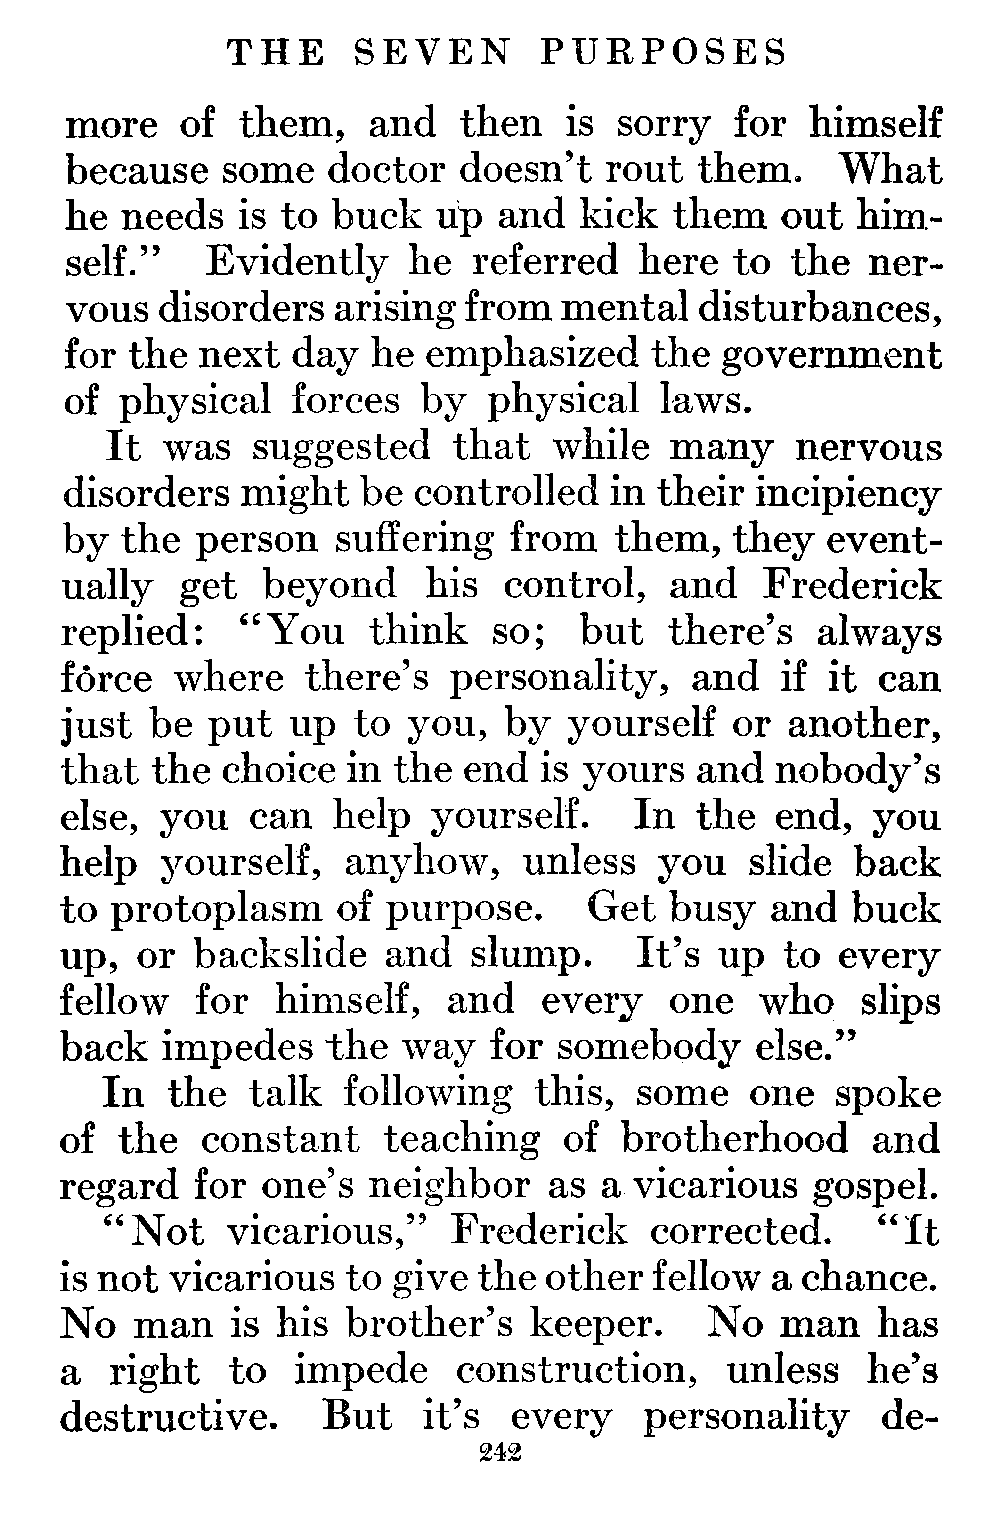 THE SEVEN PURPOSES
more of them, and then is sorry for himself
because some doctor doesn't rout them. What
he needs is to buck up and kick them out him-
self." Evidently he referred here to the ner-
vous disorders arising from mental disturbances,
for the next day he emphasized the government
of physical forces by physical laws.
It was suggested that while many nervous
disorders might be controlled in their incipiency
by the person suffering from them, they event-
ually get beyond his control, and Frederick
replied: "You think so; but there's always
force where there's personality, and if it can
just be put up to you, by yourself or another,
that the choice in the end is yours and nobody's
else, you can help yourself. In the end, you
help yourself, anyhow, unless you slide back
to protoplasm of purpose. Get busy and buck
up, or backslide and slump. It's up to every
fellow for himself, and every one who slips
back impedes the way for somebody else."
In the talk following this, some one spoke
of the constant teaching of brotherhood and
regard for one's neighbor as a vicarious gospel.
"Not vicarious," Frederick corrected. "It
is not vicarious to give the other fellow a chance.
No man is his brother's keeper. No man has
a right to impede construction, unless he's
destructive. But it's every personality de-
242